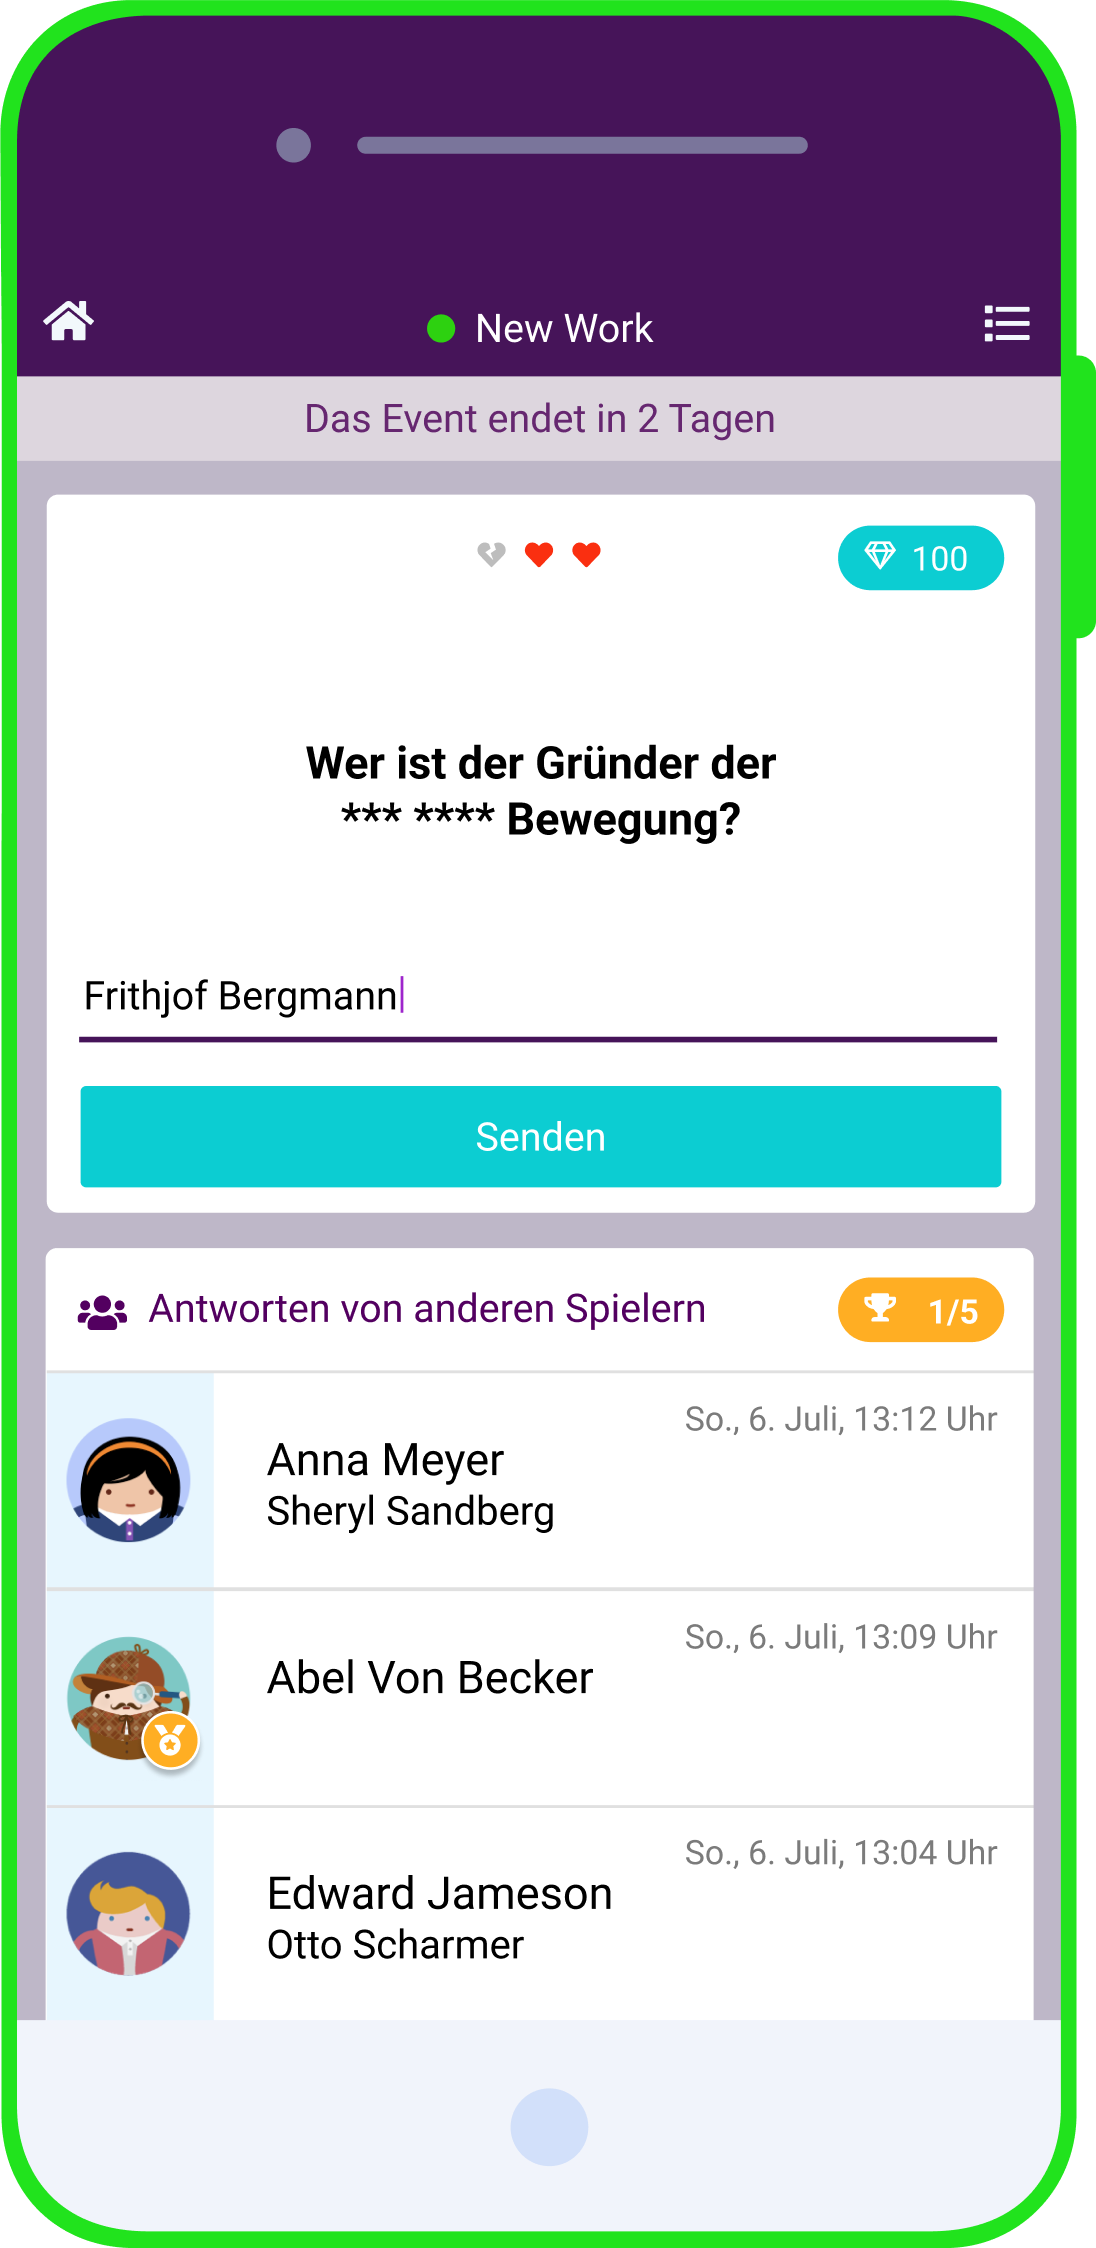 New Work
Das Event endet in 2 Tagen
100
Wer ist der Gründer der
*** **** Bewegung?
Frithjof Bergmann
Senden
Antworten von anderen Spielern
1/5
So., 6. Juli, 13:12 Uhr
Anna Meyer
Sheryl Sandberg
So., 6. Juli, 13:09 Uhr
Abel Von Becker
So., 6. Juli, 13:04 Uhr
Edward Jameson
Otto Scharmer